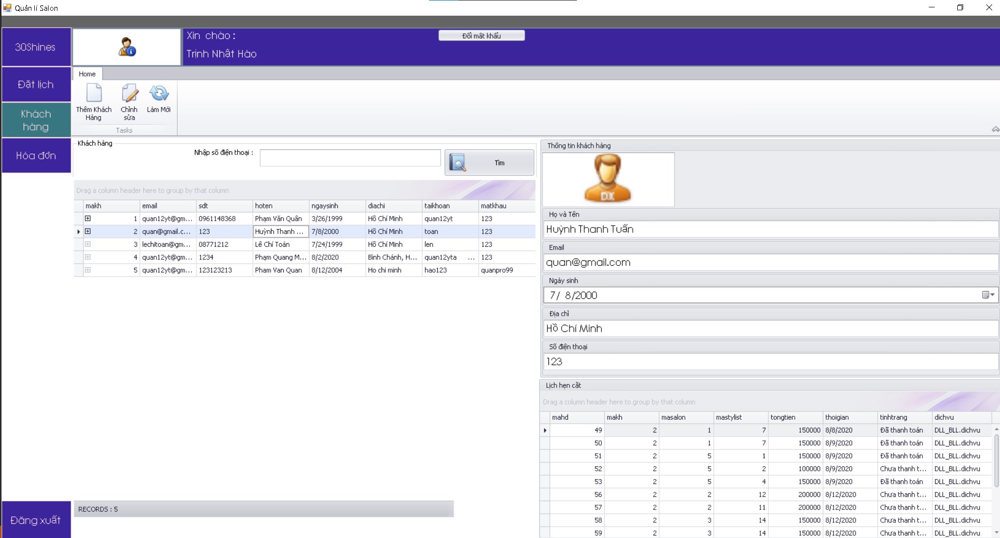 Quản lí Salon
30Shines
Xin chào :
Trịnh Nhật Hào
Đổi mât khẩu
Đặt lịch
Khách hàng
Hóa đơn
Đăng xuất
Home
Thêm Khách Hàng
Chỉnh sửa
Làm Mới
Tasks
Khách hàng
Nhập số điện thoại :
Tìm
Drag a column header here to group by that column
makh email sdt hoten ngaysinh diachi taikhoan matkhau
1 quan12yt@gm... 0961148368 Phạm Văn Quân 3/26/1999 Hồ Chí Minh quan12yt 123
2 quan@gmail.c... 123 Huỳnh Thanh ... 7/8/2000 Hồ Chí Minh toan 123
3 lechitoan@gm... 08771212 Lê Chí Toàn 7/24/1999 Hồ Chí Minh len 123
4 quan12yt@gm... 1234 Phạm Quang M... 8/2/2020 Bình Chánh, H... quan12yta ... 123
5 quan12yt@gm... 123123213 Pham Van Quan 8/12/2004 Ho chi minh hao123 quanpro99
RECORDS : 5
Thông tin khách hàng
DX
Họ và Tên
Huỳnh Thanh Tuấn
Email
quan@gmail.com
Ngày sinh
7/ 8/2000
Địa chỉ
Hồ Chí Minh
Số điện thoại
123
Lịch hẹn cắt
Drag a column header here to group by that column
mahd makh masalon mastylist tongtien thoigian tinhtrang dichvu
49 2 1 7 150000 8/8/2020 Đã thanh toán DLL_BLL.dichvu
50 2 1 7 150000 8/9/2020 Đã thanh toán DLL_BLL.dichvu
51 2 5 1 150000 8/9/2020 Đã thanh toán DLL_BLL.dichvu
52 2 5 2 100000 8/9/2020 Chưa thanh t... DLL_BLL.dichvu
53 2 5 4 150000 8/9/2020 Đã thanh toán DLL_BLL.dichvu
56 2 2 12 200000 8/12/2020 Chưa thanh t... DLL_BLL.dichvu
57 2 2 11 200000 8/12/2020 Chưa thanh t... DLL_BLL.dichvu
58 2 3 14 150000 8/12/2020 Chưa thanh t... DLL_BLL.dichvu
59 2 3 14 150000 8/12/2020 Chưa thanh t... DLL_BLL.dichvu